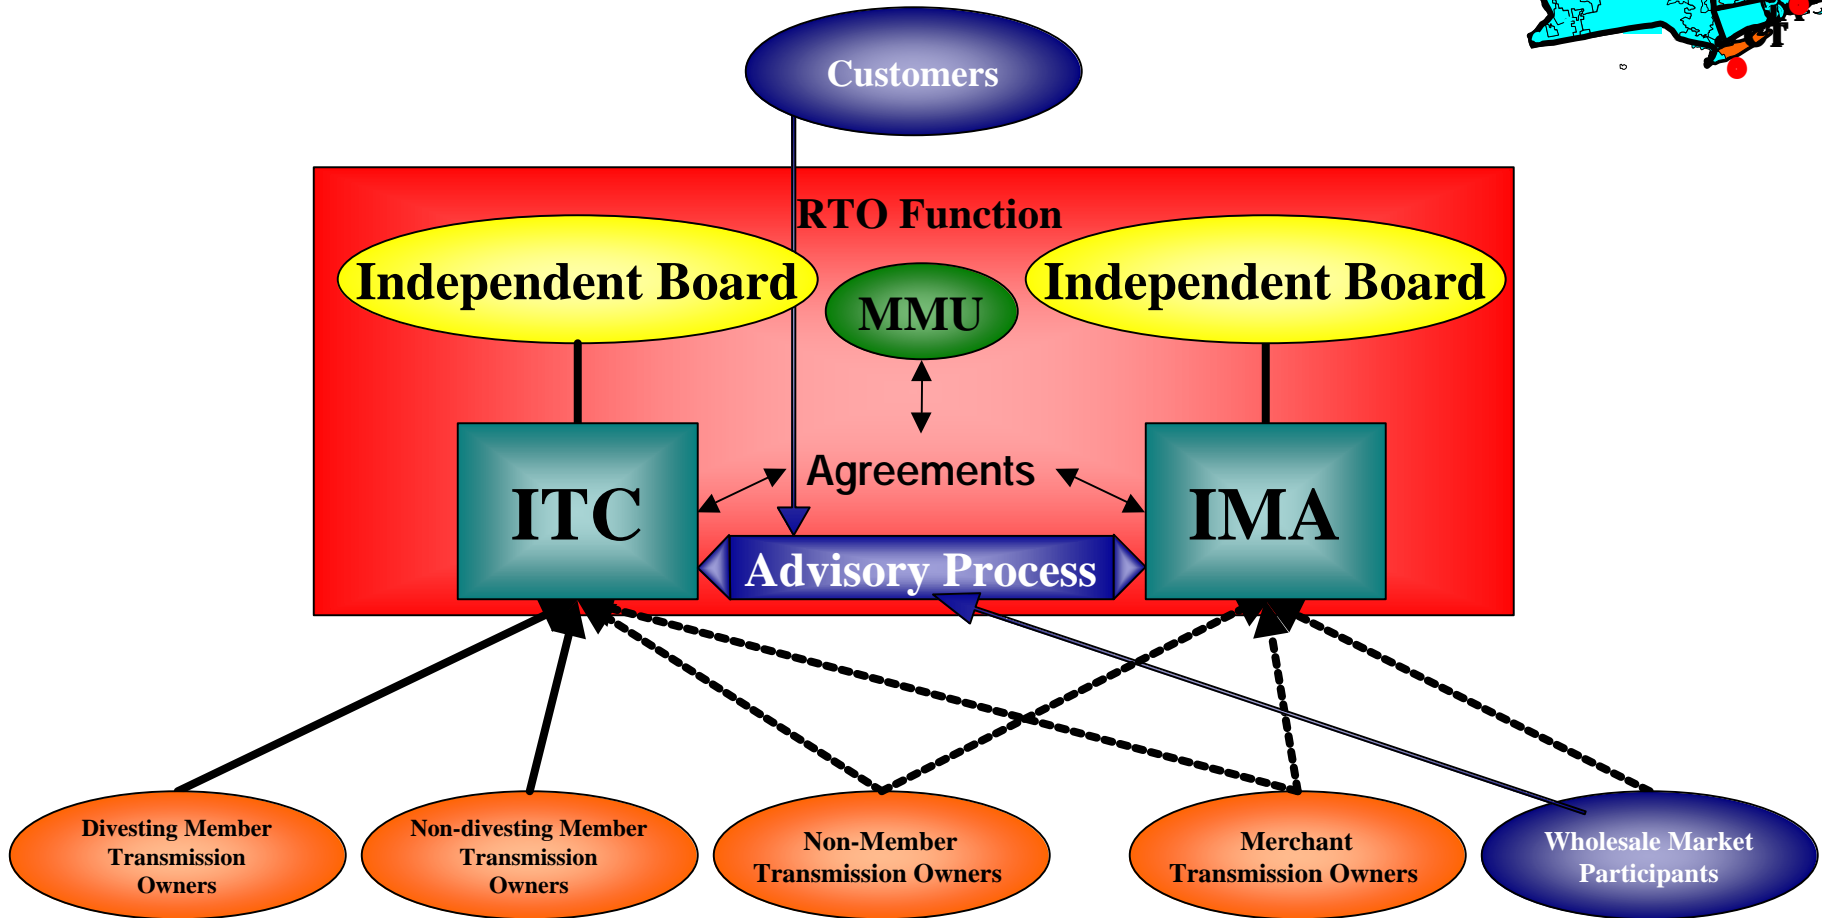 Customers
RTO Function
Independent Board
MMU
Independent Board
Agreements
ITC
IMA
Advisory Process
Divesting Member
Transmission
Owners
Non-divesting Member
Transmission
Owners
Non-Member
Transmission Owners
Merchant
Transmission Owners
Wholesale Market
Participants